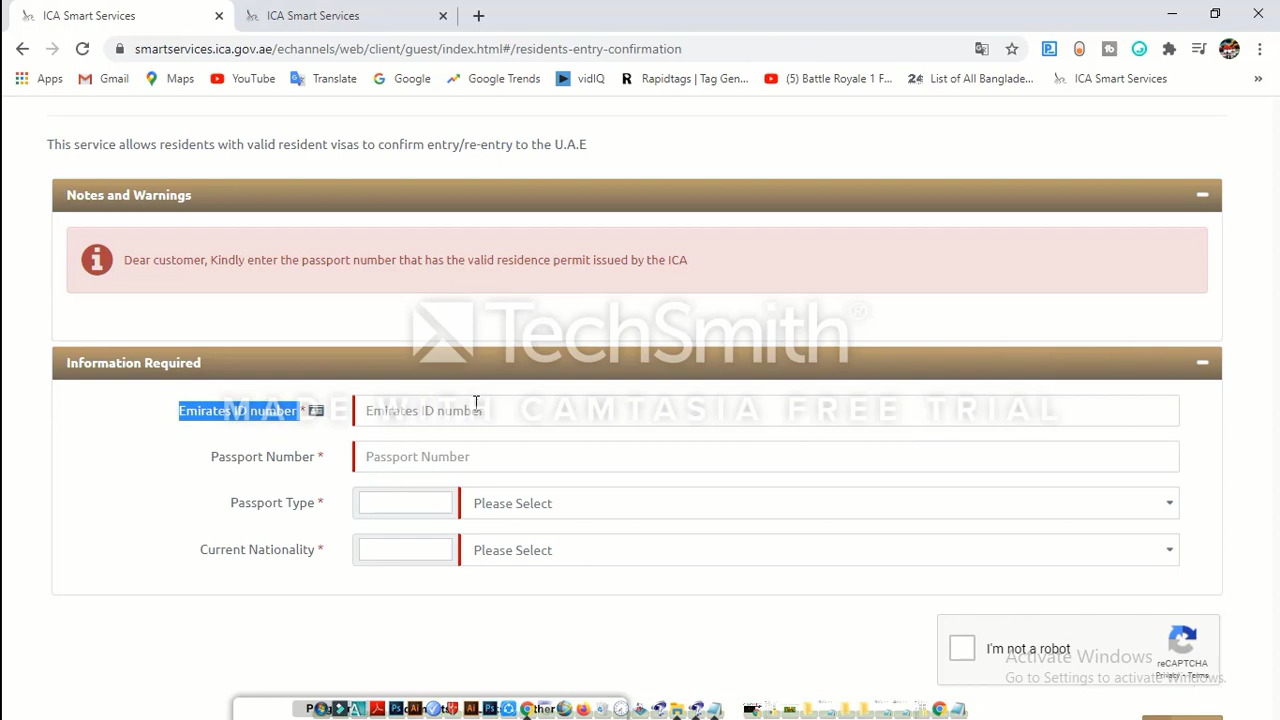 ICA Smart Services
ICA Smart Services
smartservices.ica.gov.ae/echannels/web/client/guest/index.html#/residents-entry-confirmation
Apps Gmail Maps YouTube Translate Google Google Trends vidIQ Rapidtags | Tag Gen... (5) Battle Royale 1 F... List of All Banglade... ICA Smart Services »
This service allows residents with valid resident visas to confirm entry/re-entry to the U.A.E
Notes and Warnings
Dear customer, Kindly enter the passport number that has the valid residence permit issued by the ICA
TechSmith®
Information Required
Emirates ID number * Emirates ID number
MADE WITH CAMTASIA FREE TRIAL
Passport Number * Passport Number
Passport Type * Please Select
Current Nationality * Please Select
I'm not a robot
reCAPTCHA
Privacy - Terms
Activate Windows
Go to Settings to activate Windows.